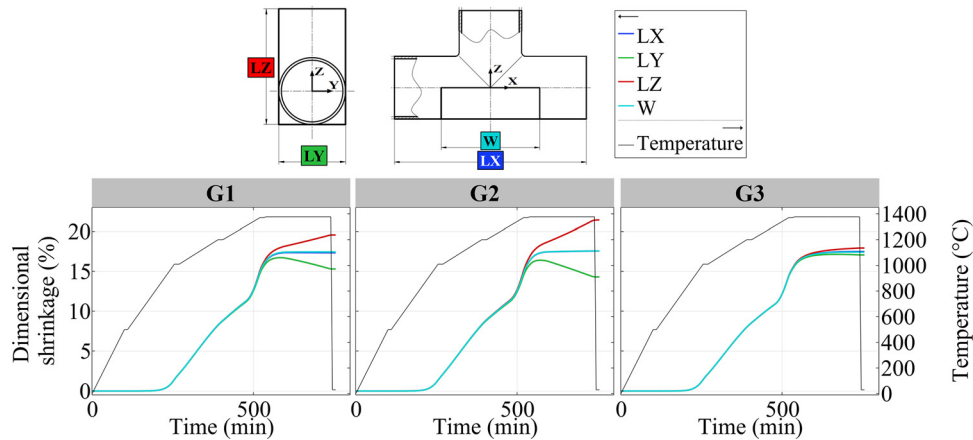 LZ
Z
Y
LY
Z
X
W
LX
LX
LY
LZ
W
Temperature
G1
G2
G3
Dimensional
shrinkage (%)
20
15
10
5
0
0
500
Time (min)
0
500
Time (min)
0
500
Time (min)
1400
1200
1000
800
600
400
200
0
Temperature (°C)